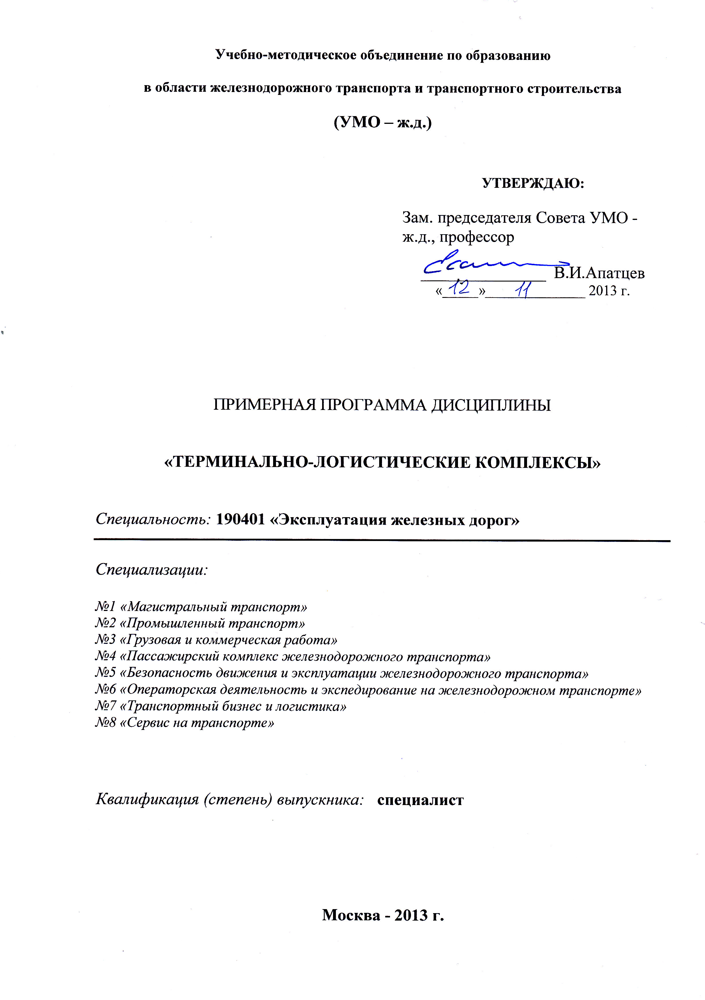 Учебно-методическое объединение по образованию
в области железнодорожного транспорта и транспортного строительства
(УМО – ж.д.)
УТВЕРЖДАЮ:
Зам. председателя Совета УМО -
ж.д., профессор
В.И.Апатцев
«12» 11 2013 г.
ПРИМЕРНАЯ ПРОГРАММА ДИСЦИПЛИНЫ
«ТЕРМИНАЛЬНО-ЛОГИСТИЧЕСКИЕ КОМПЛЕКСЫ»
Специальность: 190401 «Эксплуатация железных дорог»
Специализации:
№1 «Магистральный транспорт»
№2 «Промышленный транспорт»
№3 «Грузовая и коммерческая работа»
№4 «Пассажирский комплекс железнодорожного транспорта»
№5 «Безопасность движения и эксплуатации железнодорожного транспорта»
№6 «Операторская деятельность и экспедирование на железнодорожном транспорте»
№7 «Транспортный бизнес и логистика»
№8 «Сервис на транспорте»
Квалификация (степень) выпускника: специалист
Москва - 2013 г.